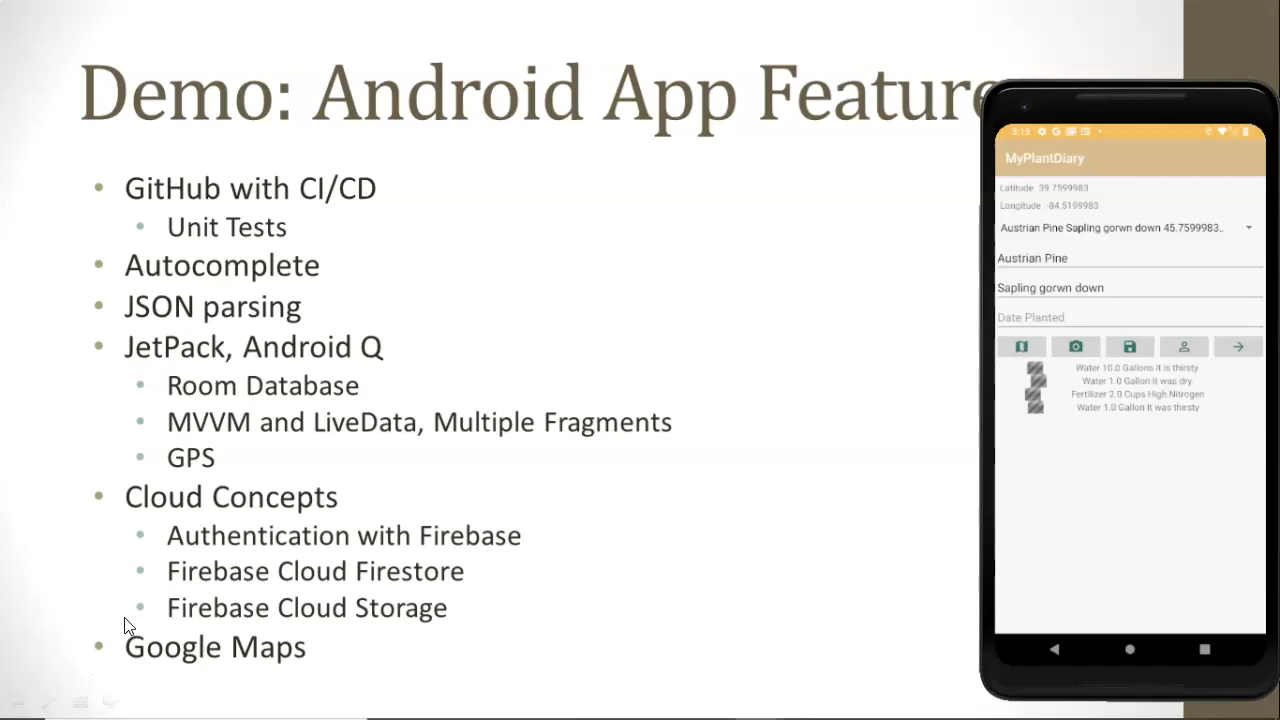 Demo: Android App Feature
GitHub with CI/CD
Unit Tests
Autocomplete
JSON parsing
JetPack, Android Q
Room Database
MVVM and LiveData, Multiple Fragments
GPS
Cloud Concepts
Authentication with Firebase
Firebase Cloud Firestore
Firebase Cloud Storage
Google Maps
3:13
MyPlantDiary
Latitude 39.7599983
Longitude -84.5199983
Austrian Pine Sapling gorwn down 45.7599983..
Austrian Pine
Sapling gorwn down
Date Planted
Water 10.0 Gallons It is thirsty
Water 1.0 Gallon It was dry.
Fertilizer 2.0 Cups High Nitrogen
Water 1.0 Gallon It was thirsty